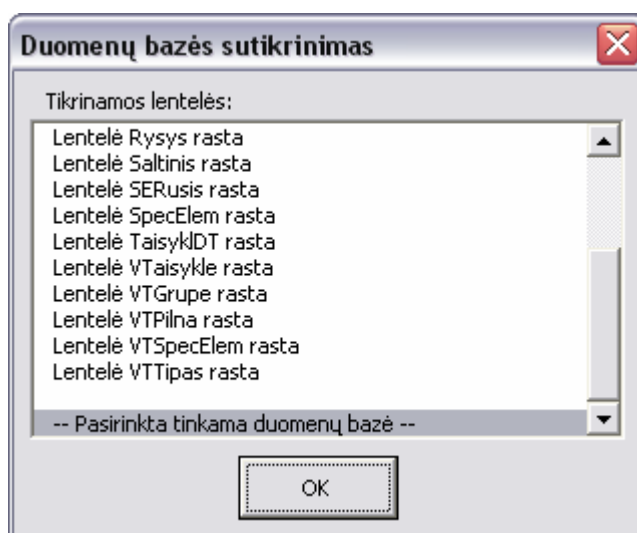 Duomenų bazės sutikrinimas
Tikrinamos lentelės:
Lentelė Rysys rasta
Lentelė Saltinis rasta
Lentelė SERusis rasta
Lentelė SpecElem rasta
Lentelė TaisyklDT rasta
Lentelė VTaisykle rasta
Lentelė VTGrupe rasta
Lentelė VTPilna rasta
Lentelė VTSpecElem rasta
Lentelė VTTipas rasta
-- Pasirinkta tinkama duomenų bazė --
OK